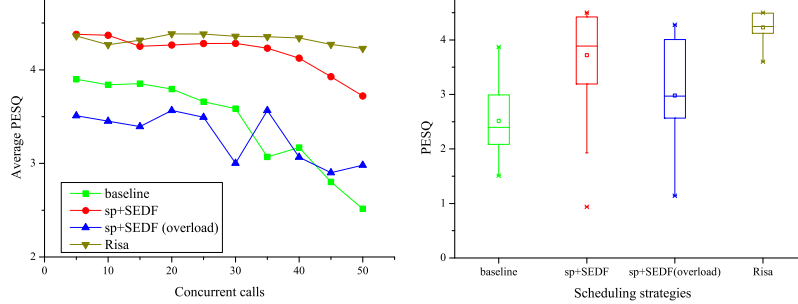 4
3
2
Average PESQ
baseline
sp+SEDF
sp+SEDF (overload)
Risa
0 10 20 30 40 50
Concurrent calls
4
3
2
1
0
PESQ
baseline sp+SEDF sp+SEDF(overload) Risa
Scheduling strategies